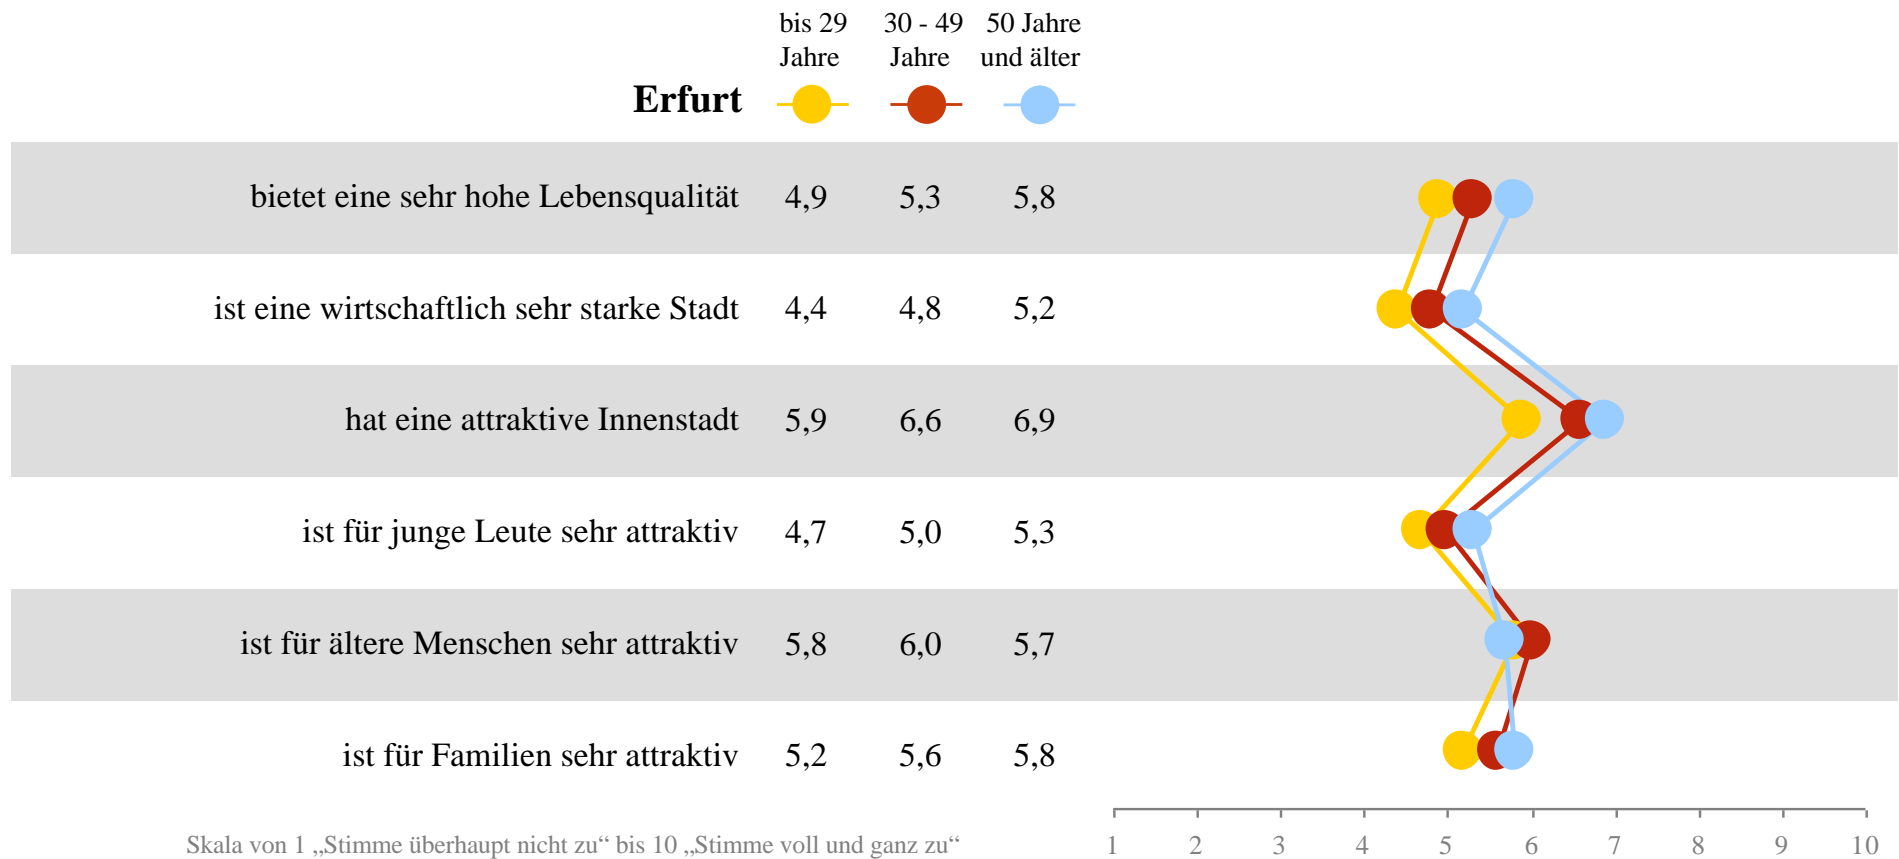 bis 29 30 - 49 50 Jahre
Jahre Jahre und älter
Erfurt
bietet eine sehr hohe Lebensqualität 4,9 5,3 5,8
ist eine wirtschaftlich sehr starke Stadt 4,4 4,8 5,2
hat eine attraktive Innenstadt 5,9 6,6 6,9
ist für junge Leute sehr attraktiv 4,7 5,0 5,3
ist für ältere Menschen sehr attraktiv 5,8 6,0 5,7
ist für Familien sehr attraktiv 5,2 5,6 5,8
Skala von 1 „Stimme überhaupt nicht zu“ bis 10 „Stimme voll und ganz zu“ 1 2 3 4 5 6 7 8 9 10